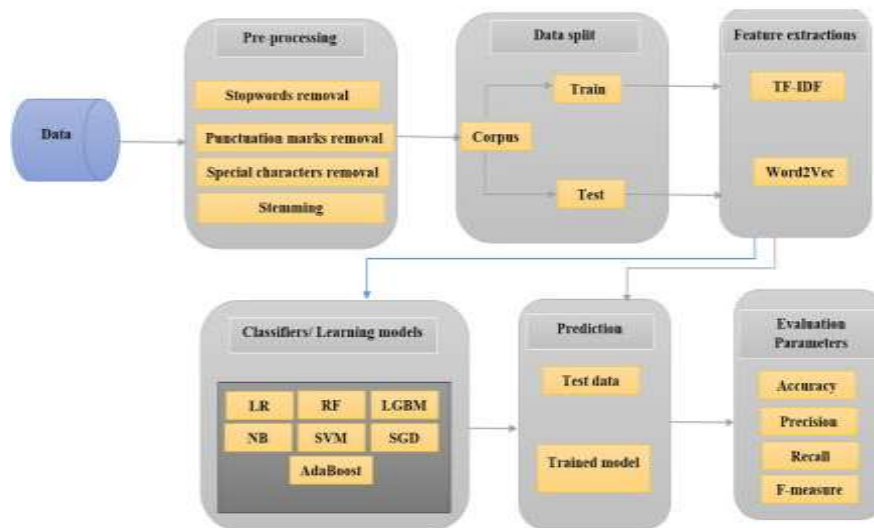 Data
Pre-processing
Stopwords removal
Punctuation marks removal
Special characters removal
Stemming
Data split
Corpus
Train
Test
Feature extractions
TF-IDF
Word2Vec
Classifiers/ Learning models
LR
RF
LGBM
NB
SVM
SGD
AdaBoost
Prediction
Test data
Trained model
Evaluation
Parameters
Accuracy
Precision
Recall
F-measure